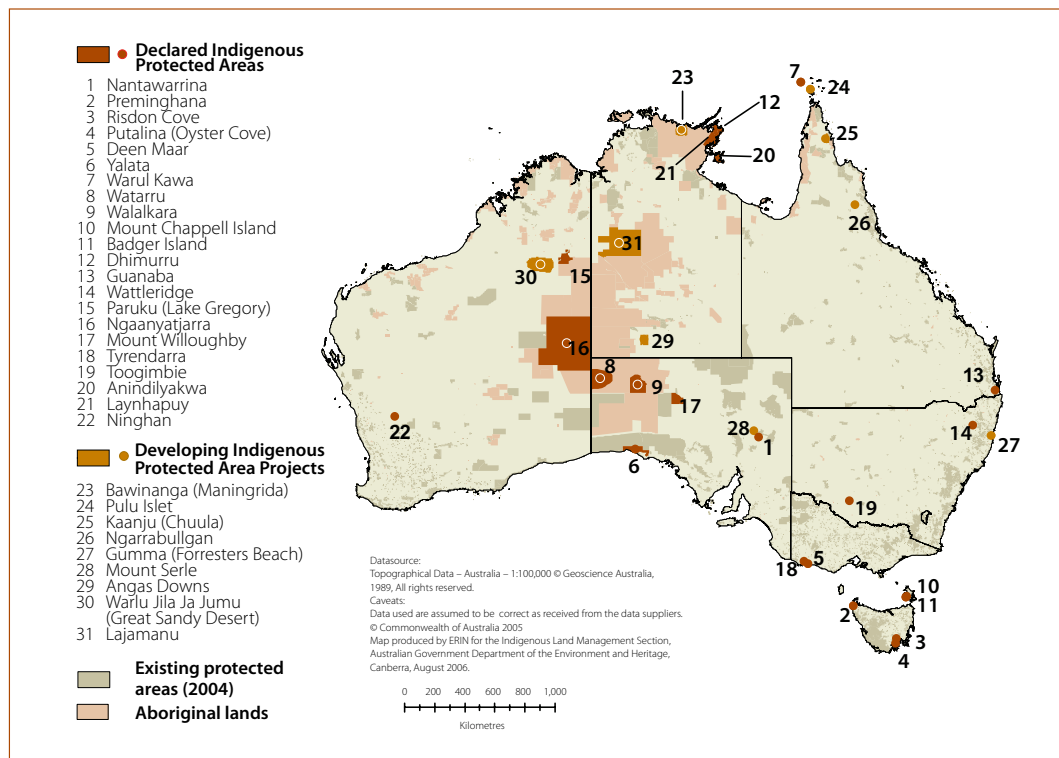 Declared Indigenous
Protected Areas
1 Nantawarrina
2 Preminghana
3 Risdon Cove
4 Putalina (Oyster Cove)
5 Deen Maar
6 Yalata
7 Warul Kawa
8 Watarru
9 Walalkara
10 Mount Chappell Island
11 Badger Island
12 Dhimurru
13 Guanaba
14 Wattleridge
15 Paruku (Lake Gregory)
16 Ngaanyatjarra
17 Mount Willoughby
18 Tyrendarra
19 Toogimbie
20 Anindilyakwa
21 Laynhapuy
22 Ninghan
Developing Indigenous
Protected Area Projects
23 Bawinanga (Maningrida)
24 Pulu Islet
25 Kaanju (Chuula)
26 Ngarrabullgan
27 Gumma (Forresters Beach)
28 Mount Serle
29 Angas Downs
30 Warlu Jila Ja Jumu
(Great Sandy Desert)
31 Lajamanu
Existing protected
areas (2004)
Aboriginal lands
7
23
24
12
25
20
21
26
31
15
30
29
16
8
9
13
17
22
28
14
1
27
6
19
5
18
10
11
2
3
4
Datasource:
Topographical Data – Australia – 1:100,000 © Geoscience Australia,
1989, All rights reserved.
Caveats:
Data used are assumed to be correct as received from the data suppliers.
© Commonwealth of Australia 2005
Map produced by ERIN for the Indigenous Land Management Section,
Australian Government Department of the Environment and Heritage,
Canberra, August 2006.
0 200 400 600 800 1,000
Kilometres